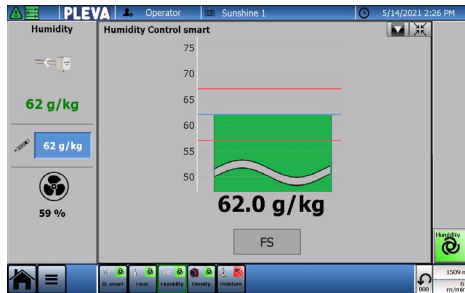 PLEVA Operator Sunshine 1 5/14/2021 2:26 PM
Humidity
Humidity Control smart
75
70
65
60
55
50
62 g/kg
62 g/kg
59 %
62.0 g/kg
FS
Humidity
SL smart Heat Humidity Density Moisture
000
1509 m
6
m/min